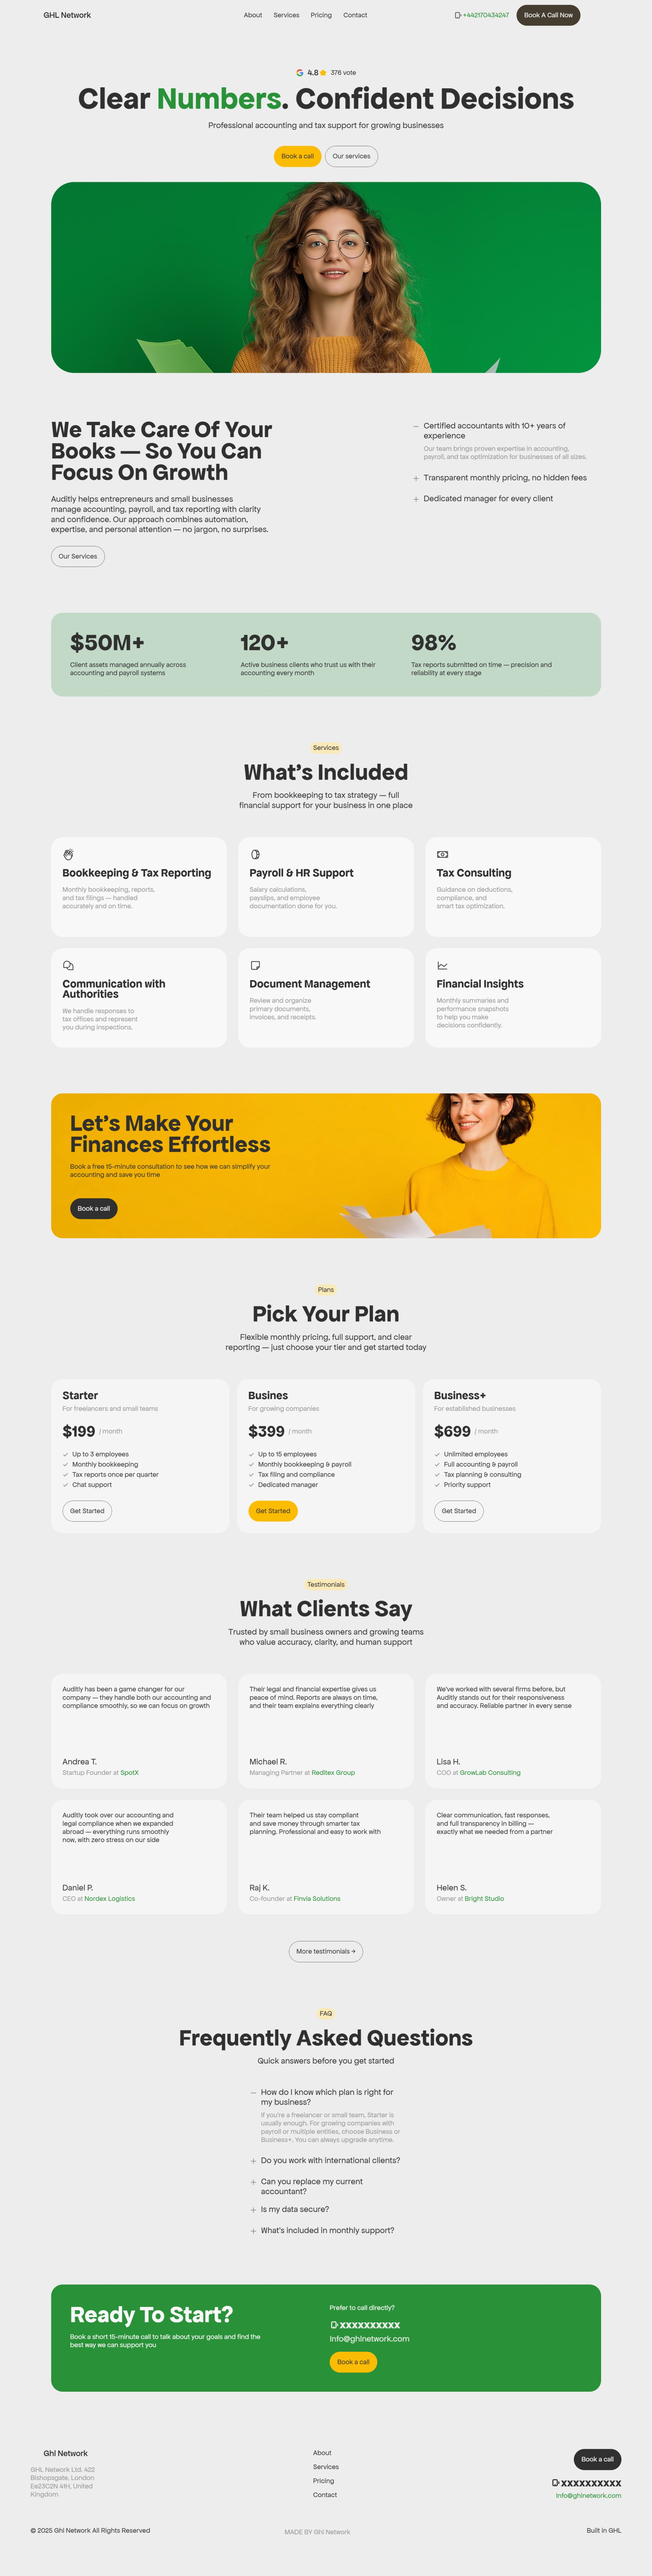 GHL Network
About
Services
Pricing
Contact
+442170434247
Book A Call Now
4.8 376 vote
Clear Numbers. Confident Decisions
Professional accounting and tax support for growing businesses
Book a call
Our services
We Take Care Of Your
Books — So You Can
Focus On Growth
Auditly helps entrepreneurs and small businesses
manage accounting, payroll, and tax reporting with clarity
and confidence. Our approach combines automation,
expertise, and personal attention — no jargon, no surprises.
Our Services
Certified accountants with 10+ years of
experience
Our team brings proven expertise in accounting,
payroll, and tax optimization for businesses of all sizes.
Transparent monthly pricing, no hidden fees
Dedicated manager for every client
$50M+
Client assets managed annually across
accounting and payroll systems
120+
Active business clients who trust us with their
accounting every month
98%
Tax reports submitted on time — precision and
reliability at every stage
Services
What's Included
From bookkeeping to tax strategy — full
financial support for your business in one place
Bookkeeping & Tax Reporting
Monthly bookkeeping, reports,
and tax filings — handled
accurately and on time.
Payroll & HR Support
Salary calculations,
payslips, and employee
documentation done for you.
Tax Consulting
Guidance on deductions,
compliance, and
smart tax optimization.
Communication with
Authorities
We handle responses to
tax offices and represent
you during inspections.
Document Management
Review and organize
primary documents,
invoices, and receipts.
Financial Insights
Monthly summaries and
performance snapshots
to help you make
decisions confidently.
Let's Make Your
Finances Effortless
Book a free 15-minute consultation to see how we can simplify your
accounting and save you time
Book a call
Plans
Pick Your Plan
Flexible monthly pricing, full support, and clear
reporting — just choose your tier and get started today
Starter
For freelancers and small teams
$199 / month
Up to 3 employees
Monthly bookkeeping
Tax reports once per quarter
Chat support
Get Started
Busines
For growing companies
$399 / month
Up to 15 employees
Monthly bookkeeping & payroll
Tax filing and compliance
Dedicated manager
Get Started
Business+
For established businesses
$699 / month
Unlimited employees
Full accounting & payroll
Tax planning & consulting
Priority support
Get Started
Testimonials
What Clients Say
Trusted by small business owners and growing teams
who value accuracy, clarity, and human support
Auditly has been a game changer for our
company — they handle both our accounting and
compliance smoothly, so we can focus on growth
Andrea T.
Startup Founder at SpotX
Their legal and financial expertise gives us
peace of mind. Reports are always on time,
and their team explains everything clearly
Michael R.
Managing Partner at Reditex Group
We've worked with several firms before, but
Auditly stands out for their responsiveness
and accuracy. Reliable partner in every sense
Lisa H.
COO at GrowLab Consulting
Auditly took over our accounting and
legal compliance when we expanded
abroad — everything runs smoothly
now, with zero stress on our side
Daniel P.
CEO at Nordex Logistics
Their team helped us stay compliant
and save money through smarter tax
planning. Professional and easy to work with
Raj K.
Co-founder at Finvia Solutions
Clear communication, fast responses,
and full transparency in billing —
exactly what we needed from a partner
Helen S.
Owner at Bright Studio
More testimonials →
FAQ
Frequently Asked Questions
Quick answers before you get started
How do I know which plan is right for
my business?
If you're a freelancer or small team, Starter is
usually enough. For growing companies with
payroll or multiple entities, choose Business or
Business+. You can always upgrade anytime.
Do you work with international clients?
Can you replace my current
accountant?
Is my data secure?
What's included in monthly support?
Ready To Start?
Book a short 15-minute call to talk about your goals and find the
best way we can support you
Prefer to call directly?
XXXXXXXXXX
Info@ghlnetwork.com
Book a call
Ghl Network
GHL Network Ltd. 422
Bishopsgate, London
Ee23C2N 4tH, United
Kingdom
About
Services
Pricing
Contact
Book a call
XXXXXXXXXX
Info@ghlnetwork.com
© 2025 Ghl Network All Rights Reserved
MADE BY Ghl Network
Built in GHL